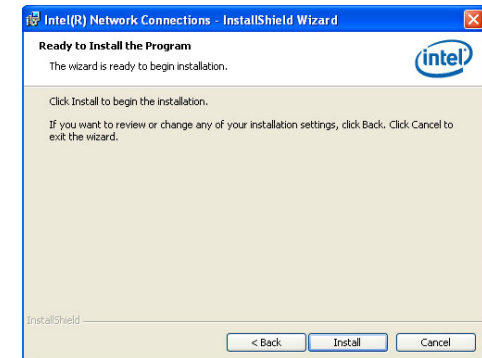 Intel(R) Network Connections - InstallShield Wizard
Ready to Install the Program
The wizard is ready to begin installation.
intel
Click Install to begin the installation.
If you want to review or change any of your installation settings, click Back. Click Cancel to
exit the wizard.
InstallShield
< Back
Install
Cancel